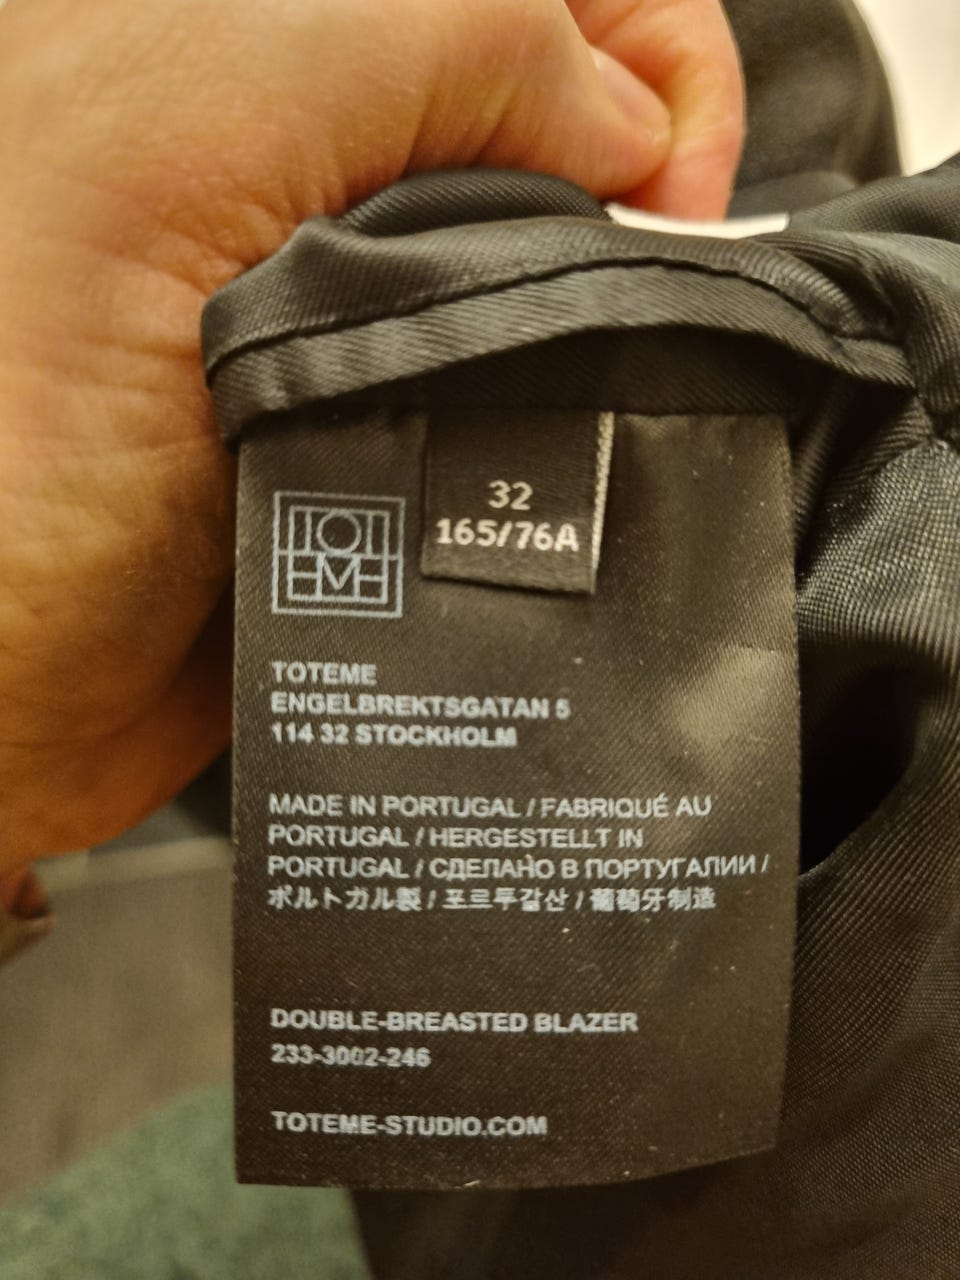 32
165/76A
TOTEME
TOTEME
ENGELBREKTSGATAN 5
114 32 STOCKHOLM
MADE IN PORTUGAL / FABRIQUÉ AU
PORTUGAL / HERGESTELLT IN
PORTUGAL / СДЕЛАНО В ПОРТУГАЛИИ /
ポルトガル製 / 포르투갈산 / 葡萄牙制造
DOUBLE-BREASTED BLAZER
233-3002-246
TOTEME-STUDIO.COM